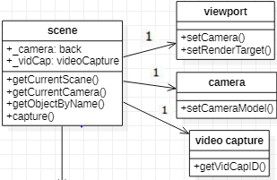 scene
+_camera: back
+_vidCap: videoCapture
+getCurrentScane()
+getCurrentCamera()
+getObjectByName()
+capture()
1
1
1
viewport
+setCamera()
+setRenderTarget()
camera
+setCameraModel()
video capture
+getVidCapID()